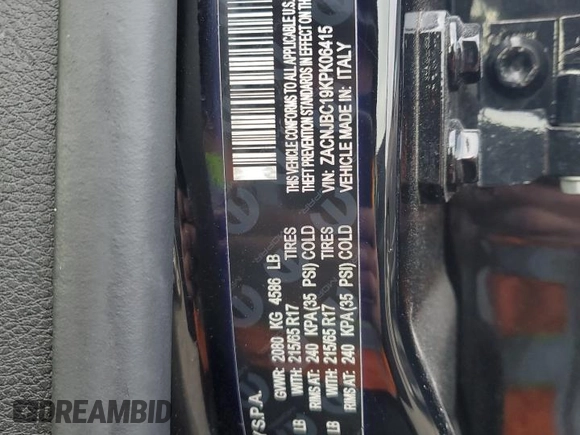 THIS VEHICLE CONFORMS TO ALL APPLICABLE U.S.
THEFT PREVENTION STANDARDS IN EFFECT ON THE
VIN: ZACNJBC19KPK06415
VEHICLE MADE IN: ITALY
Y S.P.A.
GVWR: 2080 KG 4586 LB
WITH: 215/65 R17 TIRES
RIMS AT: 240 KPA(35 PSI) COLD
LB WITH: 215/65 R17 TIRES
LB RIMS AT: 240 KPA(35 PSI) COLD
DREAMBID